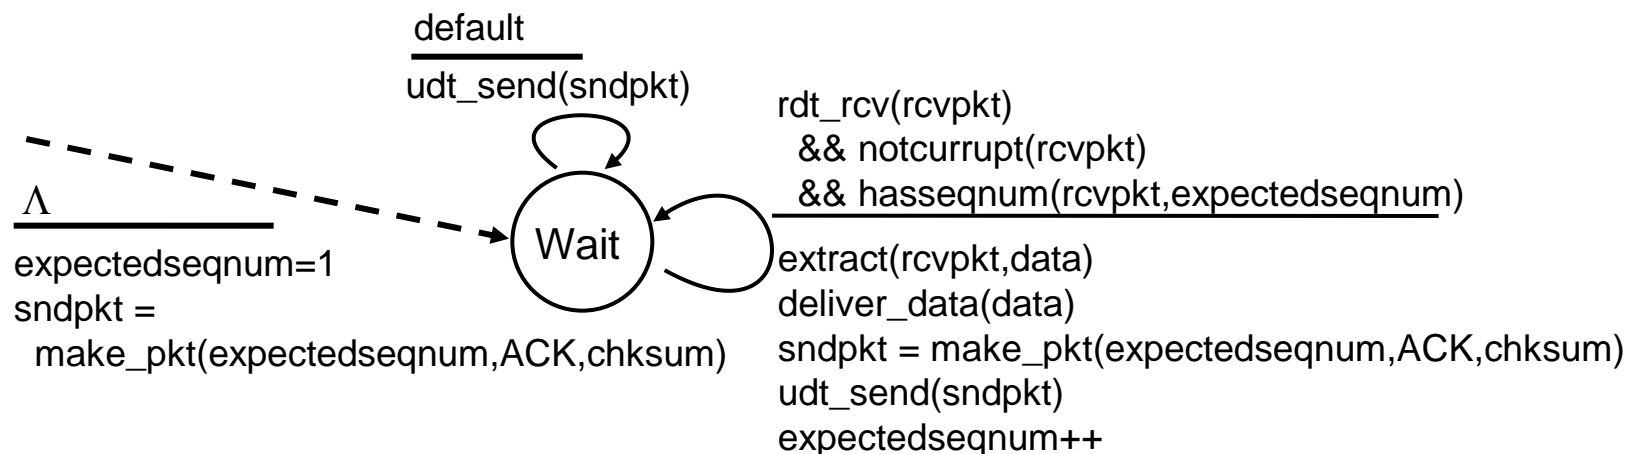 default
udt_send(sndpkt)
rdt_rcv(rcvpkt)
&& notcurrupt(rcvpkt)
&& hasseqnum(rcvpkt,expectedseqnum)
Λ
Wait
expectedseqnum=1
sndpkt =
make_pkt(expectedseqnum,ACK,chksum)
extract(rcvpkt,data)
deliver_data(data)
sndpkt = make_pkt(expectedseqnum,ACK,chksum)
udt_send(sndpkt)
expectedseqnum++